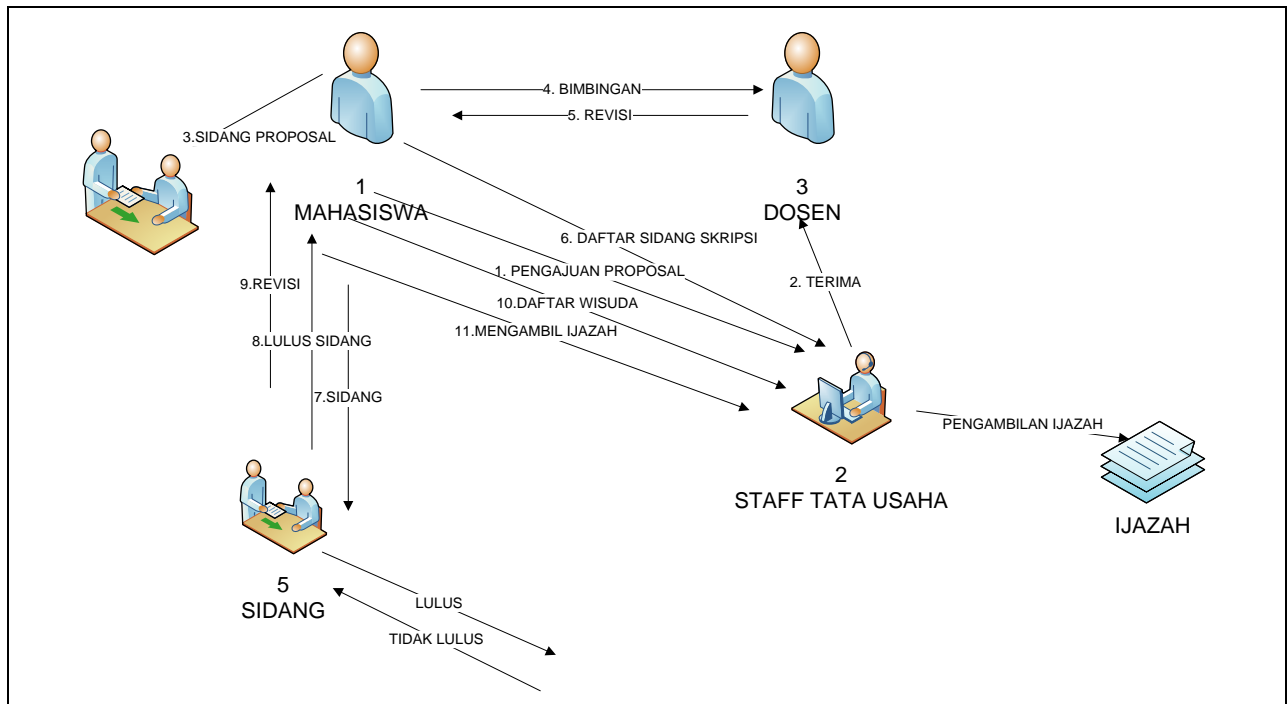 4. BIMBINGAN
5. REVISI
3.SIDANG PROPOSAL
1
MAHASISWA
3
DOSEN
6. DAFTAR SIDANG SKRIPSI
1. PENGAJUAN PROPOSAL
2. TERIMA
9.REVISI
10.DAFTAR WISUDA
11.MENGAMBIL IJAZAH
8.LULUS SIDANG
7.SIDANG
PENGAMBILAN IJAZAH
2
STAFF TATA USAHA
IJAZAH
5
SIDANG
LULUS
TIDAK LULUS